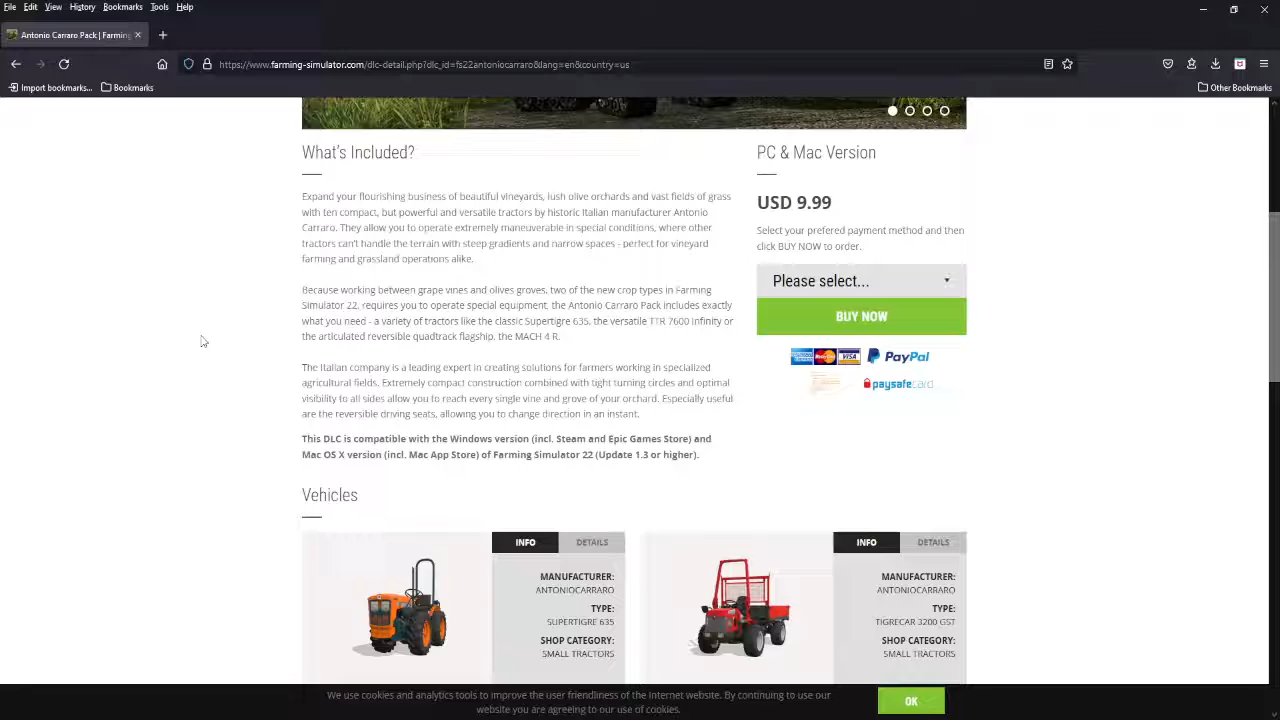 File Edit View History Bookmarks Tools Help
Antonio Carraro Pack | Farming
https://www.farming-simulator.com/dlc-detail.php?dlc_id=fs22antoniocarraro&lang=en&country=us
Import bookmarks... Bookmarks Other Bookmarks
What's Included?
Expand your flourishing business of beautiful vineyards, lush olive orchards and vast fields of grass
with ten compact, but powerful and versatile tractors by historic Italian manufacturer Antonio
Carraro. They allow you to operate extremely maneuverable in special conditions, where other
tractors can't handle the terrain with steep gradients and narrow spaces - perfect for vineyard
farming and grassland operations alike.
Because working between grape vines and olives groves, two of the new crop types in Farming
Simulator 22, requires you to operate special equipment, the Antonio Carraro Pack includes exactly
what you need - a variety of tractors like the classic Supertigre 635, the versatile TTR 7600 Infinity or
the articulated reversible quadtrack flagship, the MACH 4 R.
The Italian company is a leading expert in creating solutions for farmers working in specialized
agricultural fields. Extremely compact construction combined with tight turning circles and optimal
visibility to all sides allow you to reach every single vine and grove of your orchard. Especially useful
are the reversible driving seats, allowing you to change direction in an instant.
This DLC is compatible with the Windows version (incl. Steam and Epic Games Store) and
Mac OS X version (incl. Mac App Store) of Farming Simulator 22 (Update 1.3 or higher).
PC & Mac Version
USD 9.99
Select your prefered payment method and then
click BUY NOW to order.
Please select...
BUY NOW
MasterCard VISA PayPal
paysafecard
Vehicles
INFO DETAILS
MANUFACTURER:
ANTONIOCARRARO
TYPE:
SUPERTIGRE 635
SHOP CATEGORY:
SMALL TRACTORS
INFO DETAILS
MANUFACTURER:
ANTONIOCARRARO
TYPE:
TIGRECAR 3200 GST
SHOP CATEGORY:
SMALL TRACTORS
We use cookies and analytics tools to improve the user friendliness of the Internet website. By continuing to use our
website you are agreeing to our use of cookies.
OK